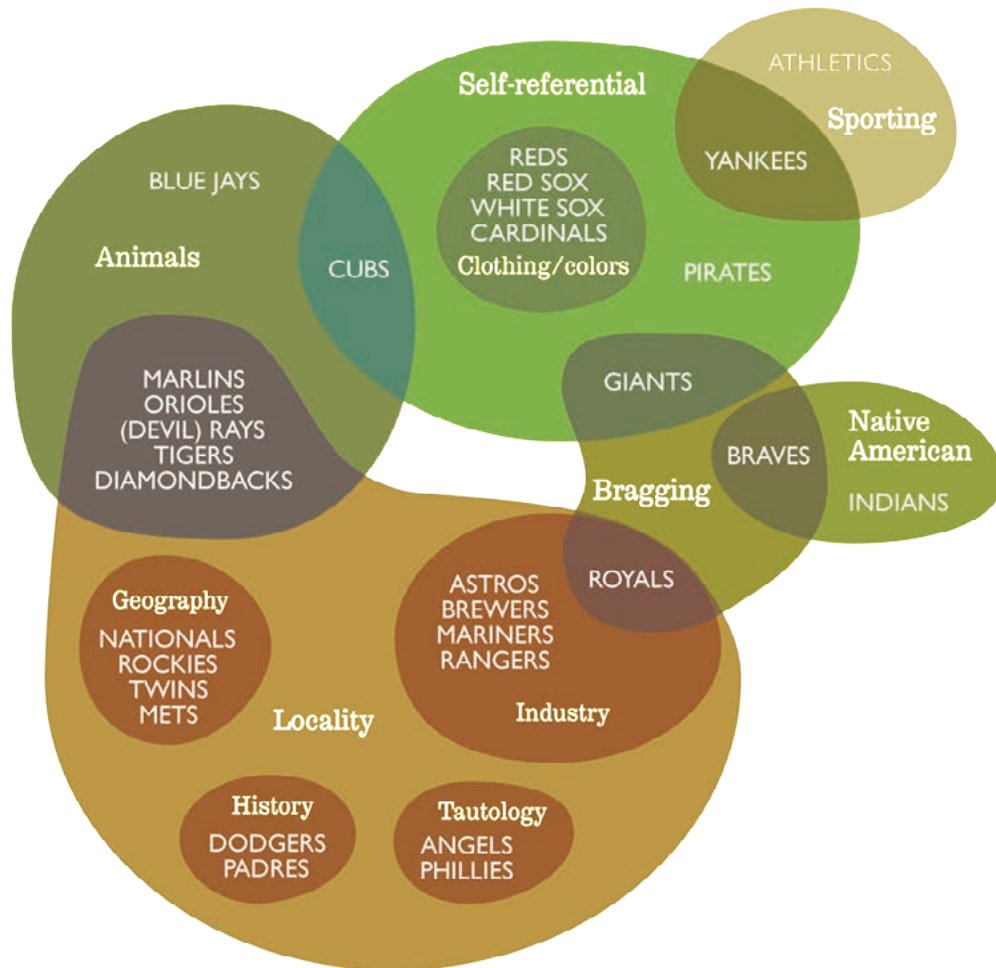 ATHLETICS
Sporting
YANKEES
Self-referential
REDS
RED SOX
WHITE SOX
CARDINALS
Clothing/colors
PIRATES
BLUE JAYS
Animals
CUBS
MARLINS
ORIOLES
(DEVIL) RAYS
TIGERS
DIAMONDBACKS
GIANTS
Bragging
BRAVES
Native
American
INDIANS
ROYALS
ASTROS
BREWERS
MARINERS
RANGERS
Industry
Geography
NATIONALS
ROCKIES
TWINS
METS
Locality
History
DODGERS
PADRES
Tautology
ANGELS
PHILLIES